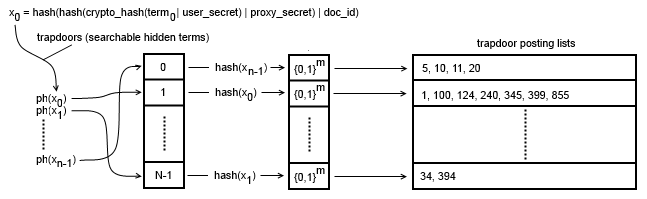 x0 = hash(hash(crypto_hash(term0| user_secret) | proxy_secret) | doc_id)
trapdoors (searchable hidden terms)
trapdoor posting lists
0
hash(xn-1)
{0,1}m
5, 10, 11, 20
ph(x0)
1
hash(x0)
{0,1}m
1, 100, 124, 240, 345, 399, 855
ph(x1)
ph(xn-1)
N-1
hash(x1)
{0,1}m
34, 394